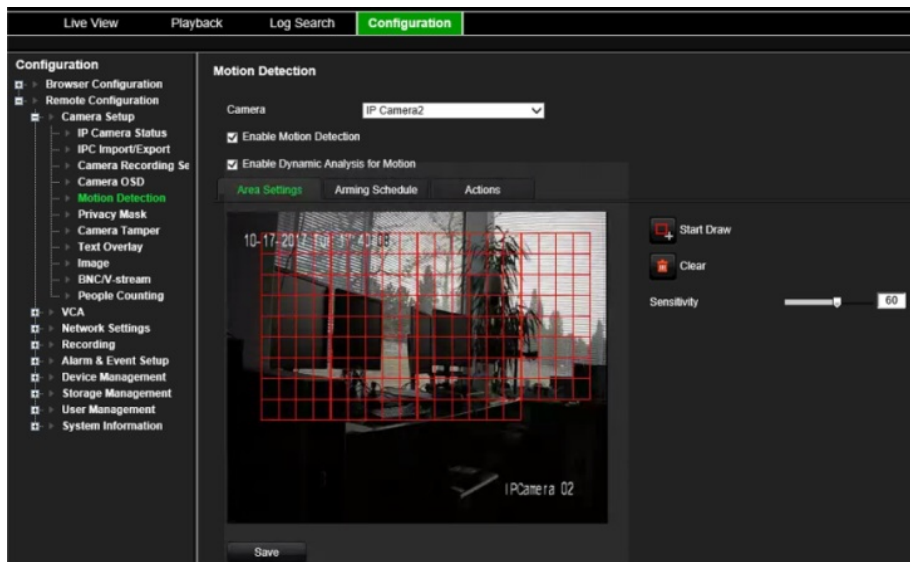 Live View Playback Log Search Configuration
Configuration
Browser Configuration
Remote Configuration
Camera Setup
IP Camera Status
IPC Import/Export
Camera Recording Se
Camera OSD
Motion Detection
Privacy Mask
Camera Tamper
Text Overlay
Image
BNC/V-stream
People Counting
VCA
Network Settings
Recording
Alarm & Event Setup
Device Management
Storage Management
User Management
System Information
Motion Detection
Camera IP Camera2
Enable Motion Detection
Enable Dynamic Analysis for Motion
Area Settings Arming Schedule Actions
10-17-2017
IPCamera 02
Start Draw
Clear
Sensitivity 60
Save